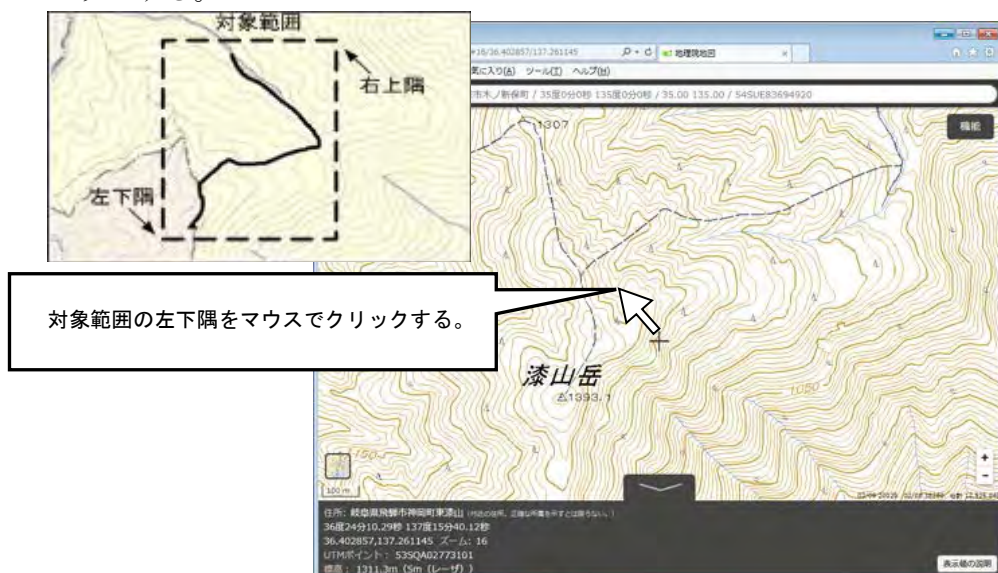 対象範囲
右上隅
左下隅
16/36.402857/137.261145
地理院地図
気に入り(A) ツール(T) ヘルプ(H)
市木ノ新保町 / 35度0分0秒 135度0分0秒 / 35.00 135.00 / 54SUE83694920
機能
1307
対象範囲の左下隅をマウスでクリックする。
漆山岳
1393.1
1050
100 m
住所: 岐阜県飛騨市神岡町東漆山
36度24分10.29秒 137度15分40.12秒
36.402857,137.261145 ズーム: 16
UTMポイント: 53SQA02773101
標高: 1311.3m (5m (レーザ) )
表示値の説明